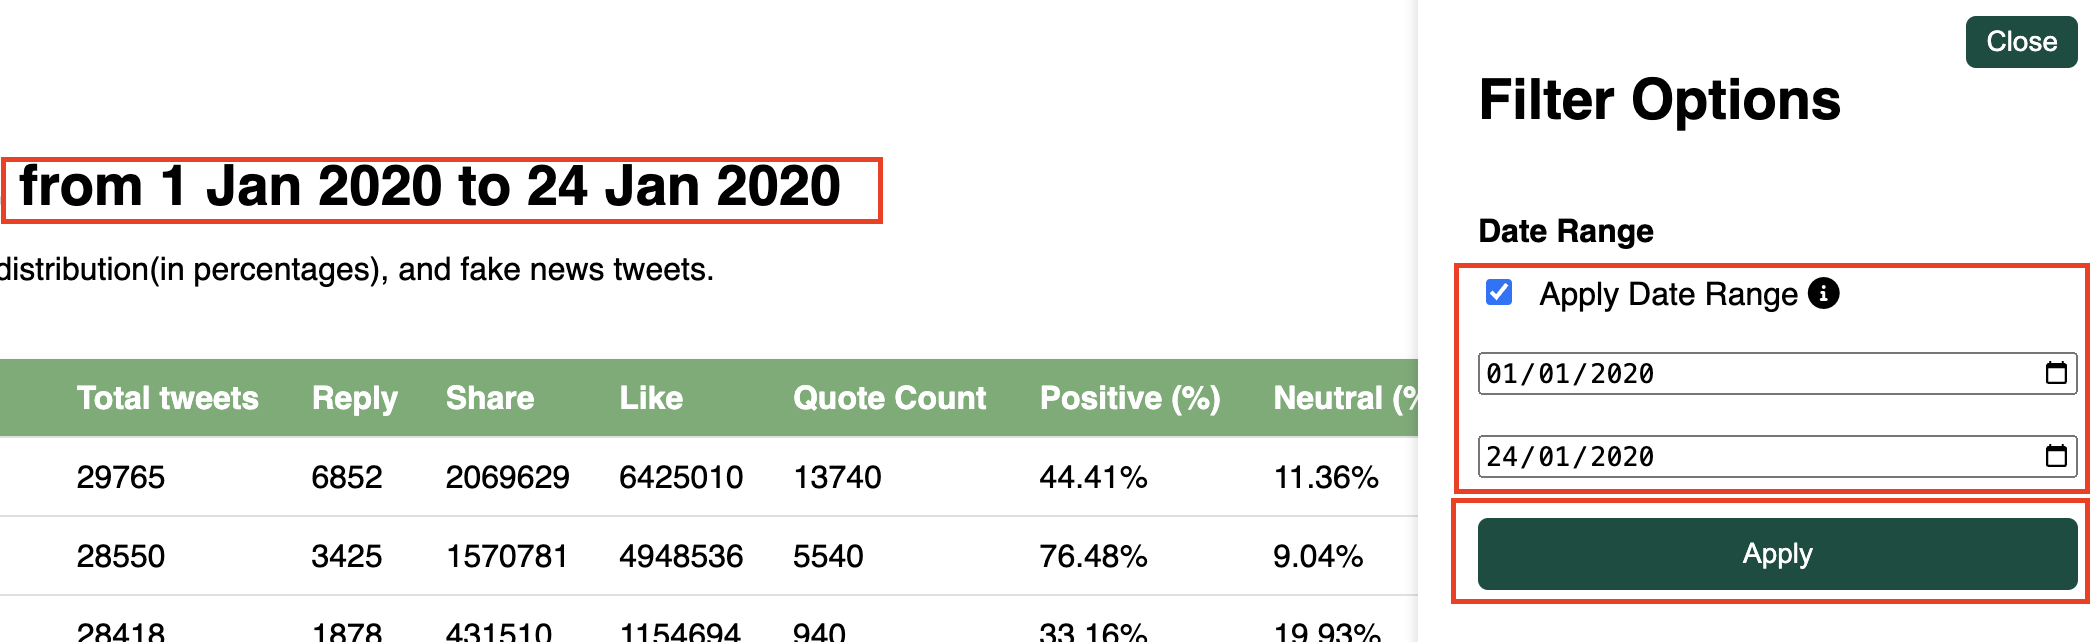 Close
Filter Options
from 1 Jan 2020 to 24 Jan 2020
distribution(in percentages), and fake news tweets.
Date Range
Apply Date Range
01/01/2020
24/01/2020
Apply
Total tweets Reply Share Like Quote Count Positive (%) Neutral (%
29765 6852 2069629 6425010 13740 44.41% 11.36%
28550 3425 1570781 4948536 5540 76.48% 9.04%
28418 1878 431510 1154694 940 33.16% 19.93%